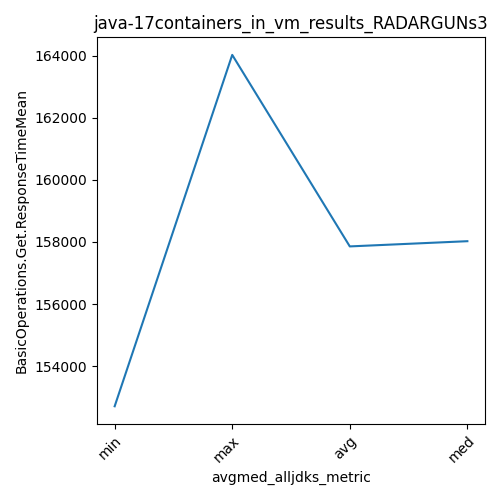 java-17containers_in_vm_results_RADARGUNs3
BasicOperations.Get.ResponseTimeMean
164000
162000
160000
158000
156000
154000
min
max
avg
med
avgmed_alljdks_metric